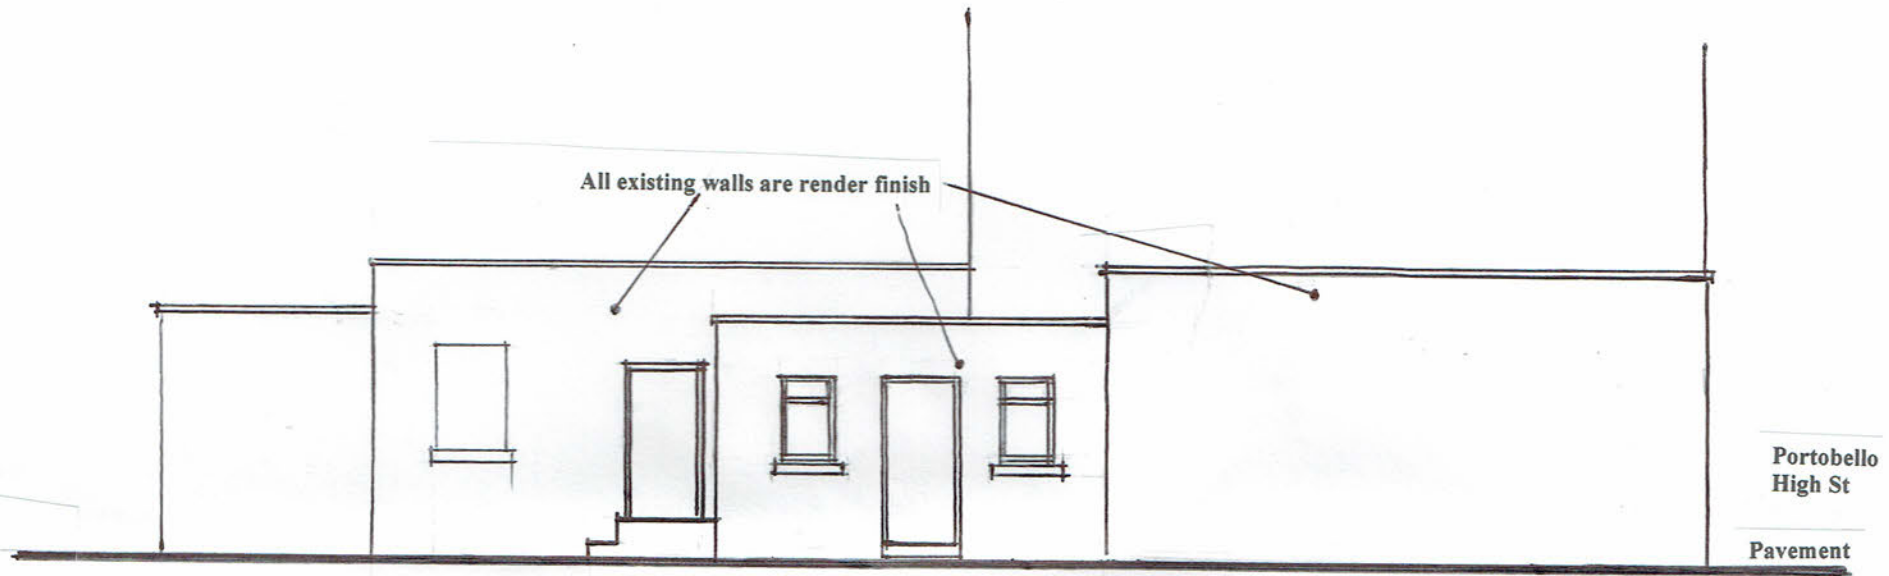 All existing walls are render finish
Portobello
High St
Pavement